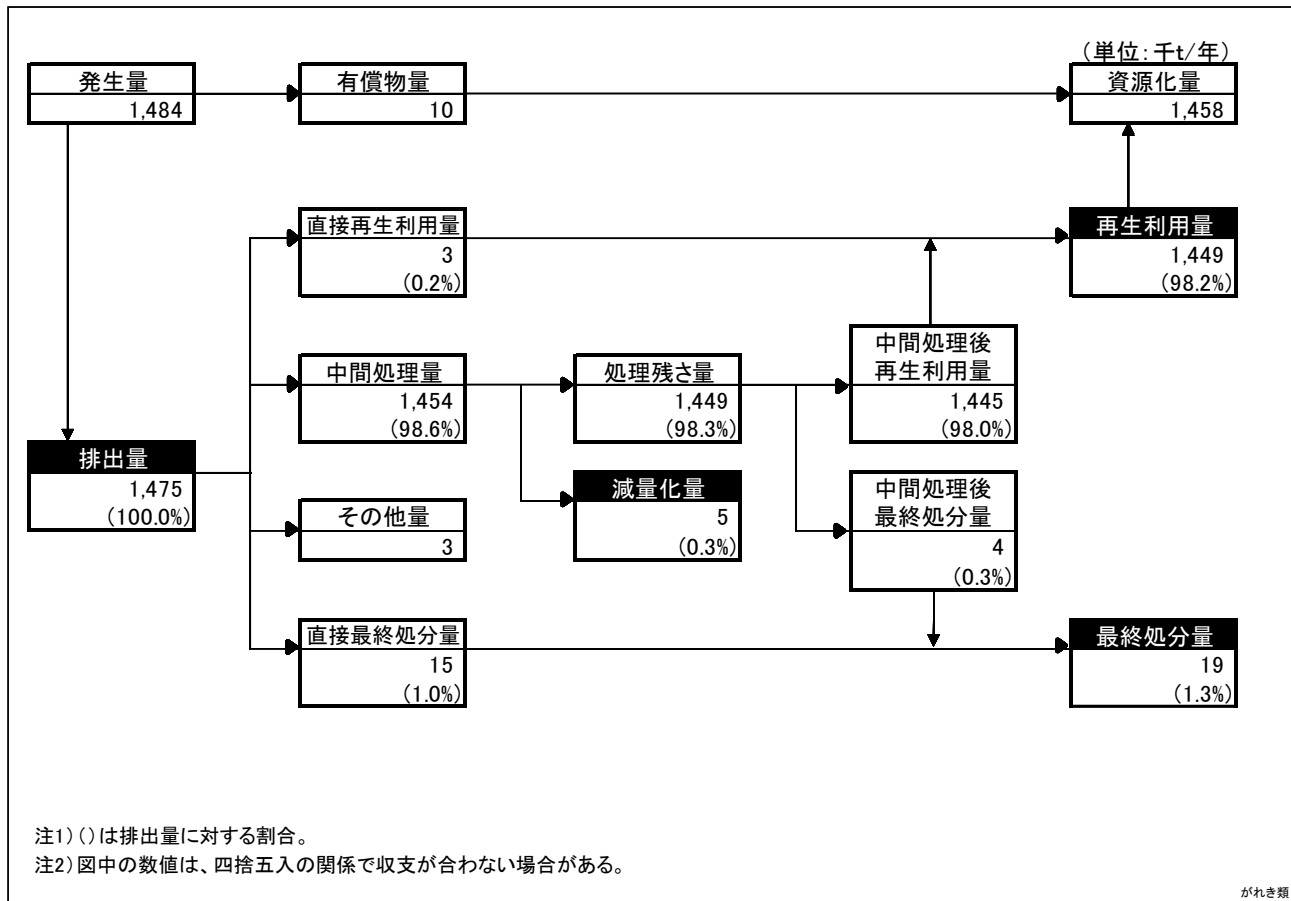 (単位:千t/年)
発生量
1,484
有償物量
10
資源化量
1,458
直接再生利用量
3
(0.2%)
再生利用量
1,449
(98.2%)
中間処理量
1,454
(98.6%)
処理残さ量
1,449
(98.3%)
中間処理後
再生利用量
1,445
(98.0%)
排出量
1,475
(100.0%)
減量化量
5
(0.3%)
中間処理後
最終処分量
4
(0.3%)
その他量
3
直接最終処分量
15
(1.0%)
最終処分量
19
(1.3%)
注1)()は排出量に対する割合。
注2)図中の数値は、四捨五入の関係で収支が合わない場合がある。
がれき類